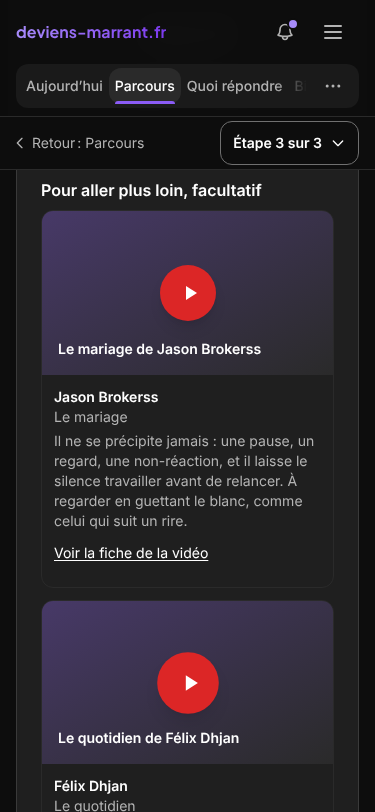 deviens-marrant.fr
Aujourd'hui Parcours Quoi répondre
Retour : Parcours
Étape 3 sur 3
Pour aller plus loin, facultatif
Le mariage de Jason Brokerss
Jason Brokerss
Le mariage
Il ne se précipite jamais : une pause, un
regard, une non-réaction, et il laisse le
silence travailler avant de relancer. À
regarder en guettant le blanc, comme
celui qui suit un rire.
Voir la fiche de la vidéo
Le quotidien de Félix Dhjan
Félix Dhjan
Le quotidien